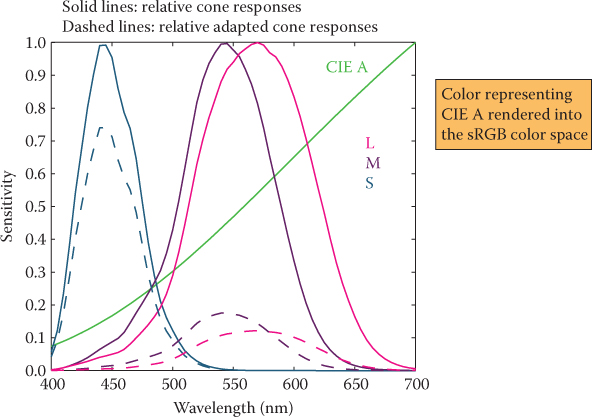 Solid lines: relative cone responses
Dashed lines: relative adapted cone responses
1.0
0.9
0.8
0.7
0.6
0.5
0.4
0.3
0.2
0.1
0.0
Sensitivity
CIE A
L
M
S
400
450
500
550
600
650
700
Wavelength (nm)
Color representing
CIE A rendered into
the sRGB color space